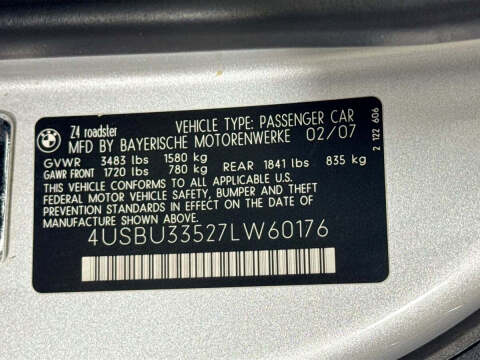 BMW
Z4 roadster VEHICLE TYPE: PASSENGER CAR
MFD BY BAYERISCHE MOTORENWERKE 02/07
GVWR 3483 lbs 1580 kg
GAWR FRONT 1720 lbs 780 kg REAR 1841 lbs 835 kg
THIS VEHICLE CONFORMS TO ALL APPLICABLE U.S.
FEDERAL MOTOR VEHICLE SAFETY, BUMPER AND THEFT
PREVENTION STANDARDS IN EFFECT ON THE DATE OF
MANUFACTURE SHOWN ABOVE.
4USBU33527LW60176
2 122 606